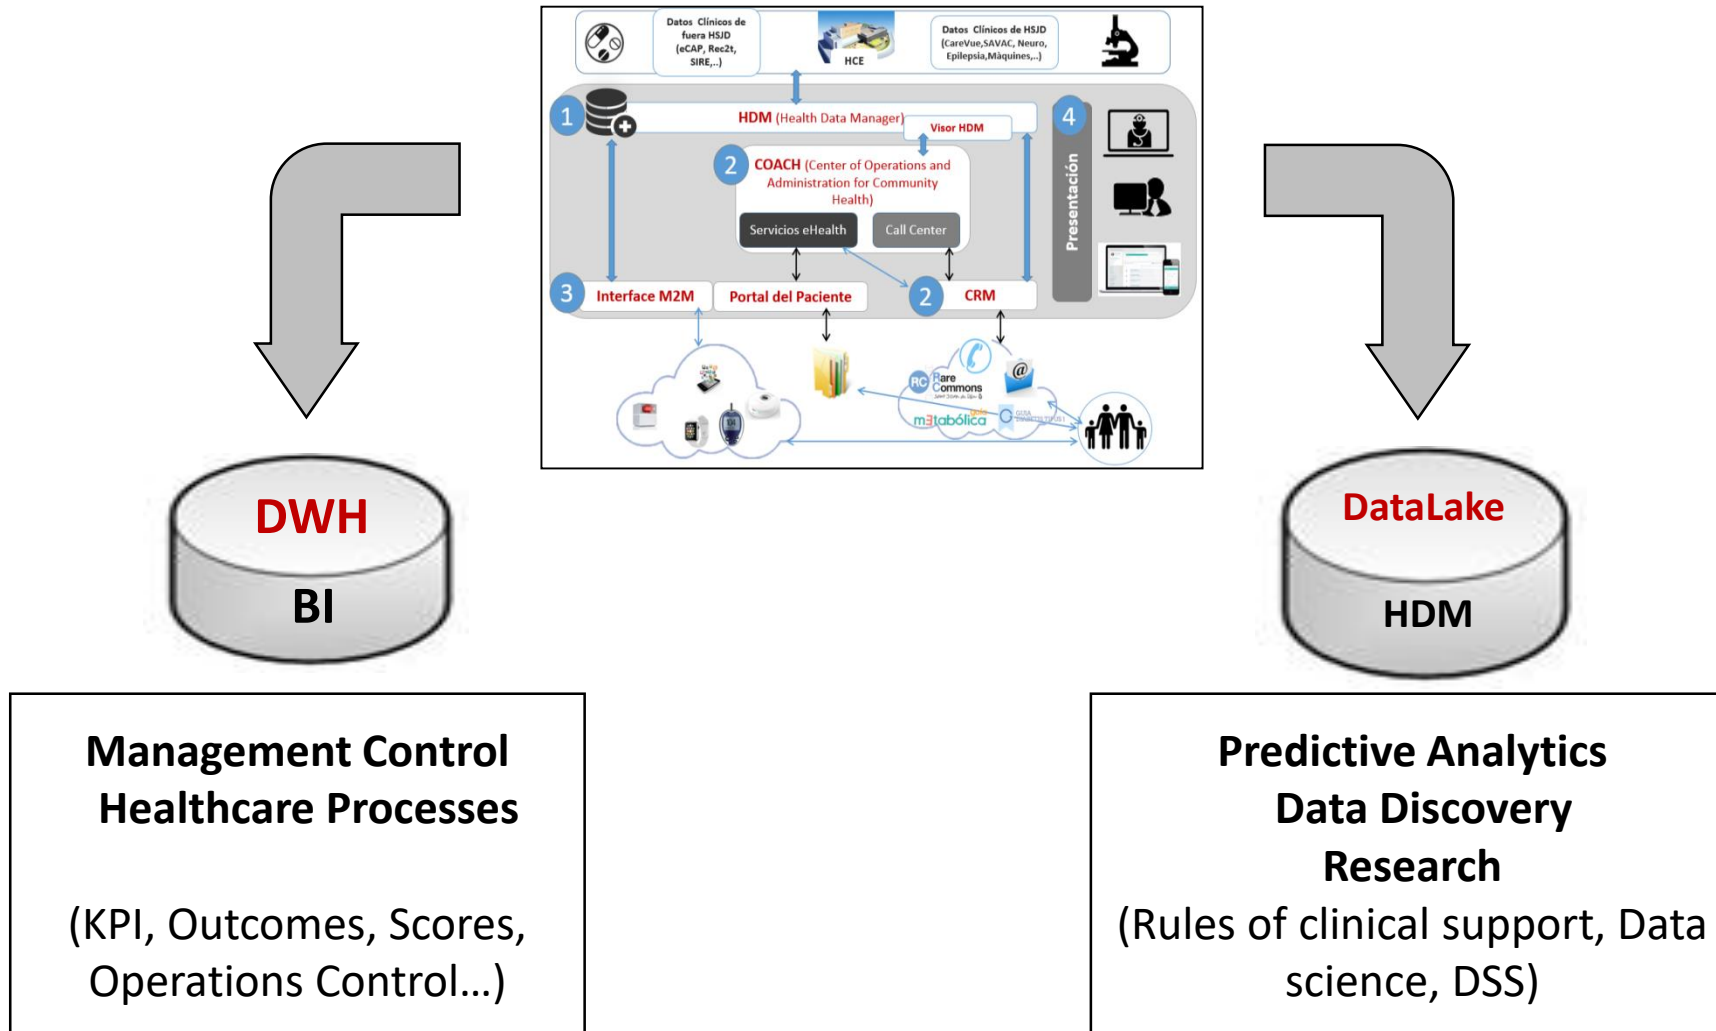 Datos Clínicos de
fuera HSJD
(eCAP, Rec2t,
SIRE,..)
HCE
Datos Clínicos de HSJD
(CareVue,SAVAC, Neuro,
Epilepsia,Màquines,..)
1
HDM (Health Data Manager)
Visor HDM
4
Presentación
2
COACH (Center of Operations and
Administration for Community
Health)
Servicios eHealth
Call Center
3
Interface M2M
Portal del Paciente
2
CRM
RC
Rare
Commons
@
guía
m3tabólica
GUIA
DWH
BI
DataLake
HDM
Management Control
Healthcare Processes
(KPI, Outcomes, Scores,
Operations Control...)
Predictive Analytics
Data Discovery
Research
(Rules of clinical support, Data
science, DSS)